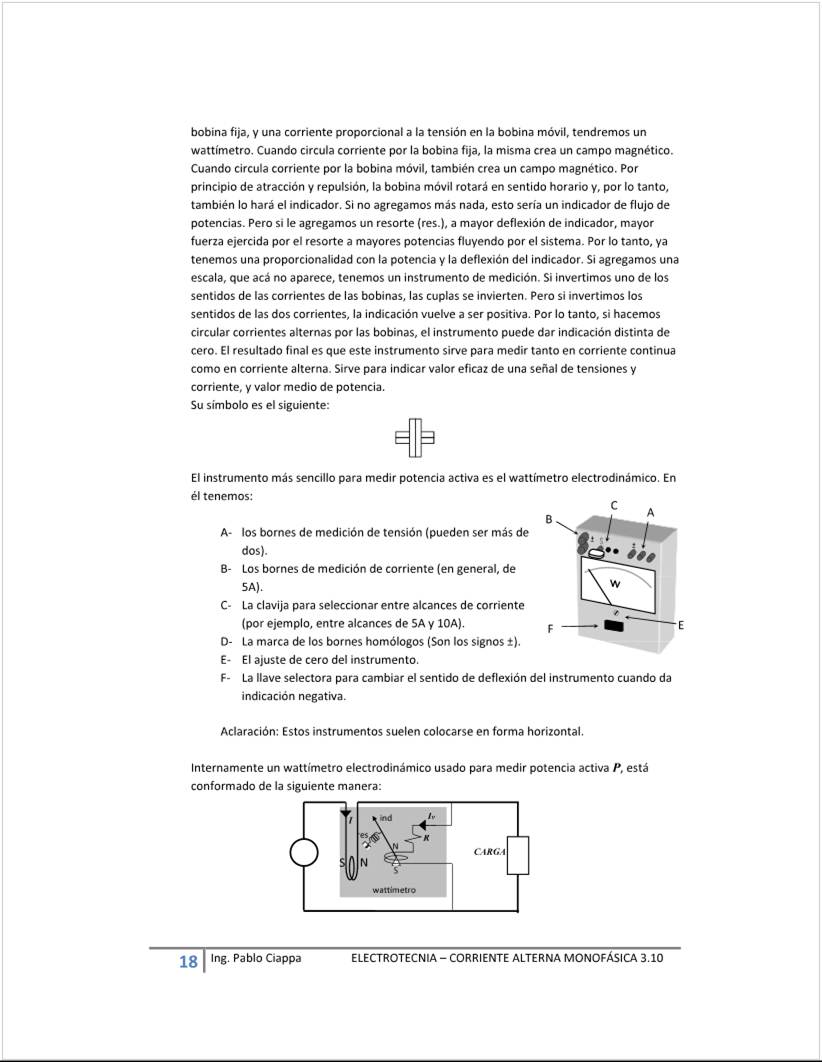 bobina fija, y una corriente proporcional a la tensión en la bobina móvil, tendremos un
wattímetro. Cuando circula corriente por la bobina fija, la misma crea un campo magnético.
Cuando circula corriente por la bobina móvil, también crea un campo magnético. Por
principio de atracción y repulsión, la bobina móvil rotará en sentido horario y, por lo tanto,
también lo hará el indicador. Si no agregamos más nada, esto sería un indicador de flujo de
potencias. Pero si le agregamos un resorte (res.), a mayor deflexión de indicador, mayor
fuerza ejercida por el resorte a mayores potencias fluyendo por el sistema. Por lo tanto, ya
tenemos una proporcionalidad con la potencia y la deflexión del indicador. Si agregamos una
escala, que acá no aparece, tenemos un instrumento de medición. Si invertimos uno de los
sentidos de las corrientes de las bobinas, las cuplas se invierten. Pero si invertimos los
sentidos de las dos corrientes, la indicación vuelve a ser positiva. Por lo tanto, si hacemos
circular corrientes alternas por las bobinas, el instrumento puede dar indicación distinta de
cero. El resultado final es que este instrumento sirve para medir tanto en corriente continua
como en corriente alterna. Sirve para indicar valor eficaz de una señal de tensiones y
corriente, y valor medio de potencia.
Su símbolo es el siguiente:
El instrumento más sencillo para medir potencia activa es el wattímetro electrodinámico. En
él tenemos:
A- los bornes de medición de tensión (pueden ser más de
dos).
B- Los bornes de medición de corriente (en general, de
5A).
C- La clavija para seleccionar entre alcances de corriente
(por ejemplo, entre alcances de 5A y 10A).
D- La marca de los bornes homólogos (Son los signos ±).
E- El ajuste de cero del instrumento.
F- La llave selectora para cambiar el sentido de deflexión del instrumento cuando da
indicación negativa.
C
A
B
±
±
W
F
E
Aclaración: Estos instrumentos suelen colocarse en forma horizontal.
Internamente un wattímetro electrodinámico usado para medir potencia activa P, está
conformado de la siguiente manera:
I
ind
Iv
res.
R
N
S N
S
CARGA
wattímetro
18 Ing. Pablo Ciappa ELECTROTECNIA – CORRIENTE ALTERNA MONOFÁSICA 3.10